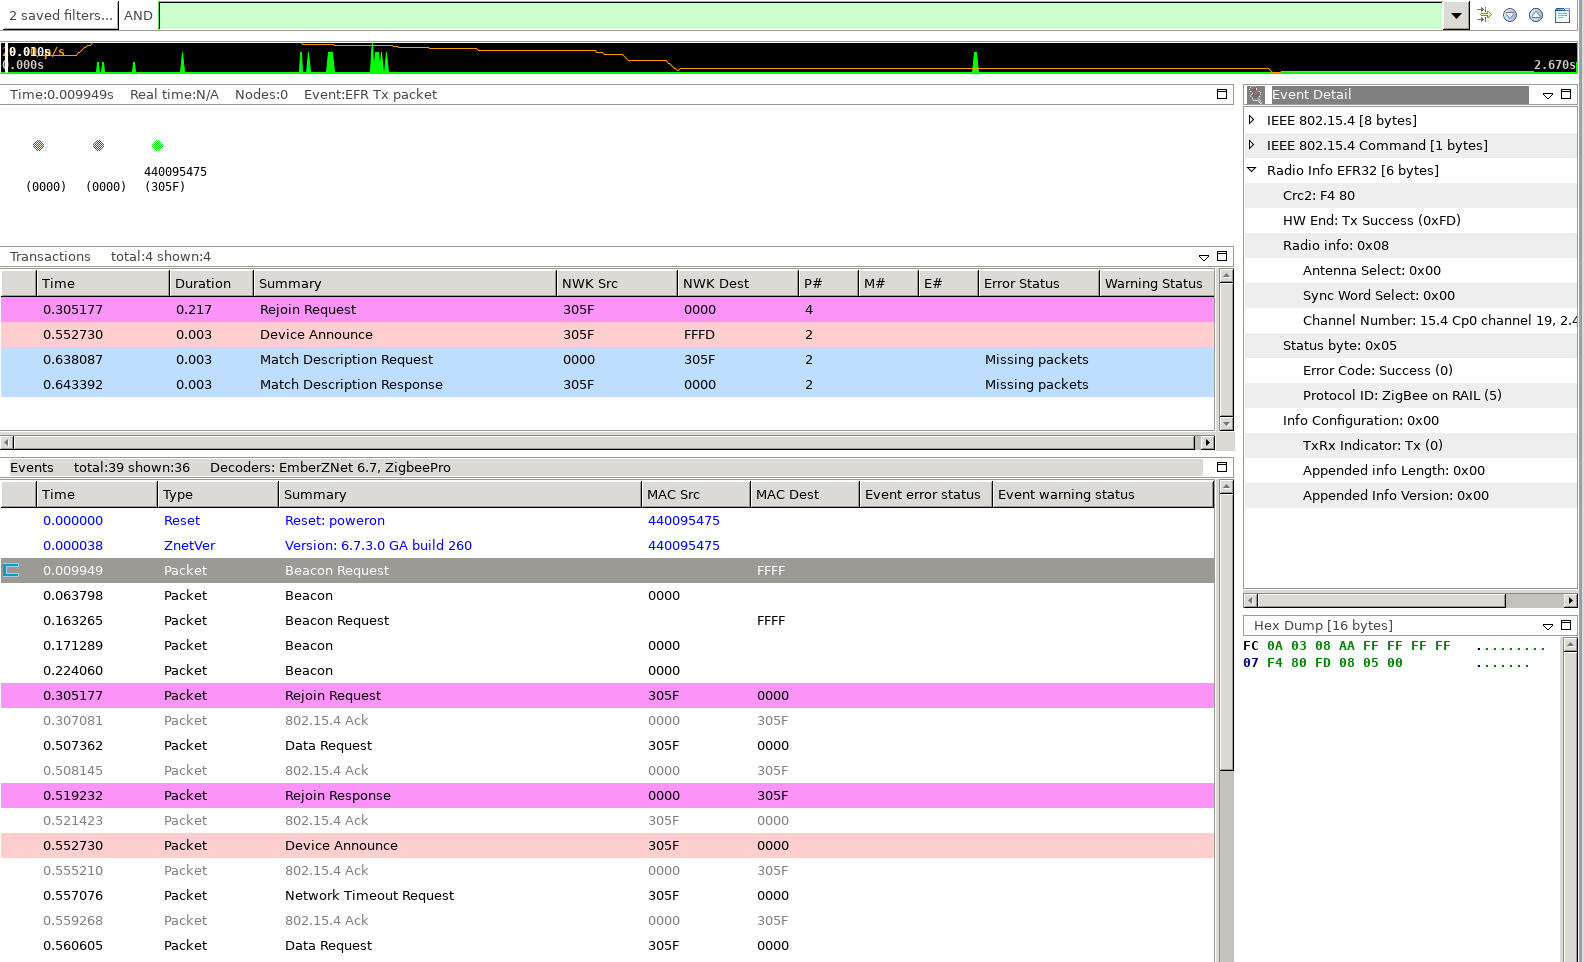 2 saved filters... AND
0.010s p/s
0.000s 2.670s
Time:0.009949s Real time:N/A Nodes:0 Event:EFR Tx packet
440095475
(0000) (0000) (305F)
Transactions total:4 shown:4
Time Duration Summary NWK Src NWK Dest P# M# E# Error Status Warning Status
0.305177 0.217 Rejoin Request 305F 0000 4
0.552730 0.003 Device Announce 305F FFFD 2
0.638087 0.003 Match Description Request 0000 305F 2 Missing packets
0.643392 0.003 Match Description Response 305F 0000 2 Missing packets
Events total:39 shown:36 Decoders: EmberZNet 6.7, ZigbeePro
Time Type Summary MAC Src MAC Dest Event error status Event warning status
0.000000 Reset Reset: poweron 440095475
0.000038 ZnetVer Version: 6.7.3.0 GA build 260 440095475
0.009949 Packet Beacon Request FFFF
0.063798 Packet Beacon 0000
0.163265 Packet Beacon Request FFFF
0.171289 Packet Beacon 0000
0.224060 Packet Beacon 0000
0.305177 Packet Rejoin Request 305F 0000
0.307081 Packet 802.15.4 Ack 0000 305F
0.507362 Packet Data Request 305F 0000
0.508145 Packet 802.15.4 Ack 0000 305F
0.519232 Packet Rejoin Response 0000 305F
0.521423 Packet 802.15.4 Ack 305F 0000
0.552730 Packet Device Announce 305F 0000
0.555210 Packet 802.15.4 Ack 0000 305F
0.557076 Packet Network Timeout Request 305F 0000
0.559268 Packet 802.15.4 Ack 0000 305F
0.560605 Packet Data Request 305F 0000
Event Detail
IEEE 802.15.4 [8 bytes]
IEEE 802.15.4 Command [1 bytes]
Radio Info EFR32 [6 bytes]
Crc2: F4 80
HW End: Tx Success (0xFD)
Radio info: 0x08
Antenna Select: 0x00
Sync Word Select: 0x00
Channel Number: 15.4 Cp0 channel 19, 2.4
Status byte: 0x05
Error Code: Success (0)
Protocol ID: ZigBee on RAIL (5)
Info Configuration: 0x00
TxRx Indicator: Tx (0)
Appended info Length: 0x00
Appended Info Version: 0x00
Hex Dump [16 bytes]
FC 0A 03 08 AA FF FF FF FF .........
07 F4 80 FD 08 05 00 .......